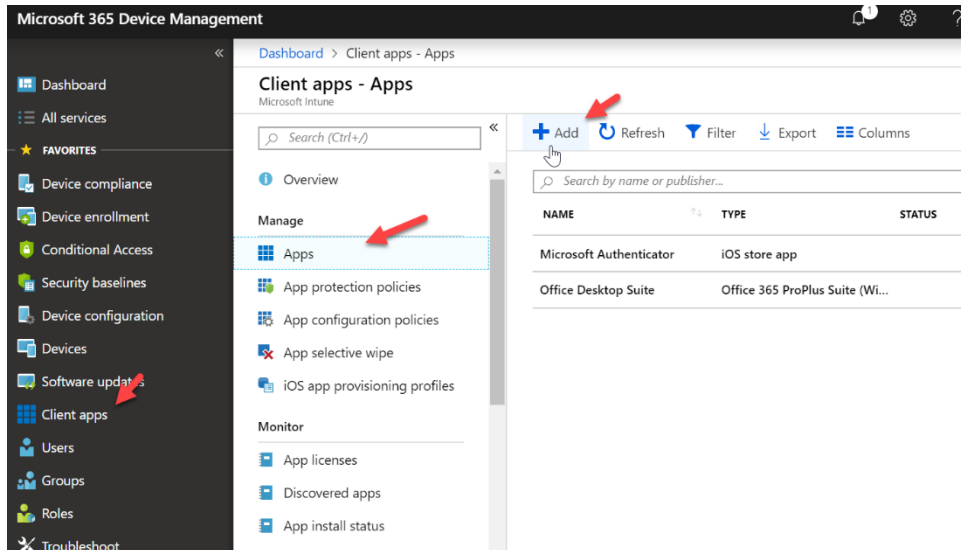 Microsoft 365 Device Management
1
?
«
Dashboard > Client apps - Apps
Client apps - Apps
Microsoft Intune
Dashboard
All services
FAVORITES
Device compliance
Device enrollment
Conditional Access
Security baselines
Device configuration
Devices
Software updates
Client apps
Users
Groups
Roles
Troubleshoot
Search (Ctrl+/)
«
Overview
Manage
Apps
App protection policies
App configuration policies
App selective wipe
iOS app provisioning profiles
Monitor
App licenses
Discovered apps
App install status
Add Refresh Filter Export Columns
Search by name or publisher...
NAME TYPE STATUS
Microsoft Authenticator iOS store app
Office Desktop Suite Office 365 ProPlus Suite (Wi...